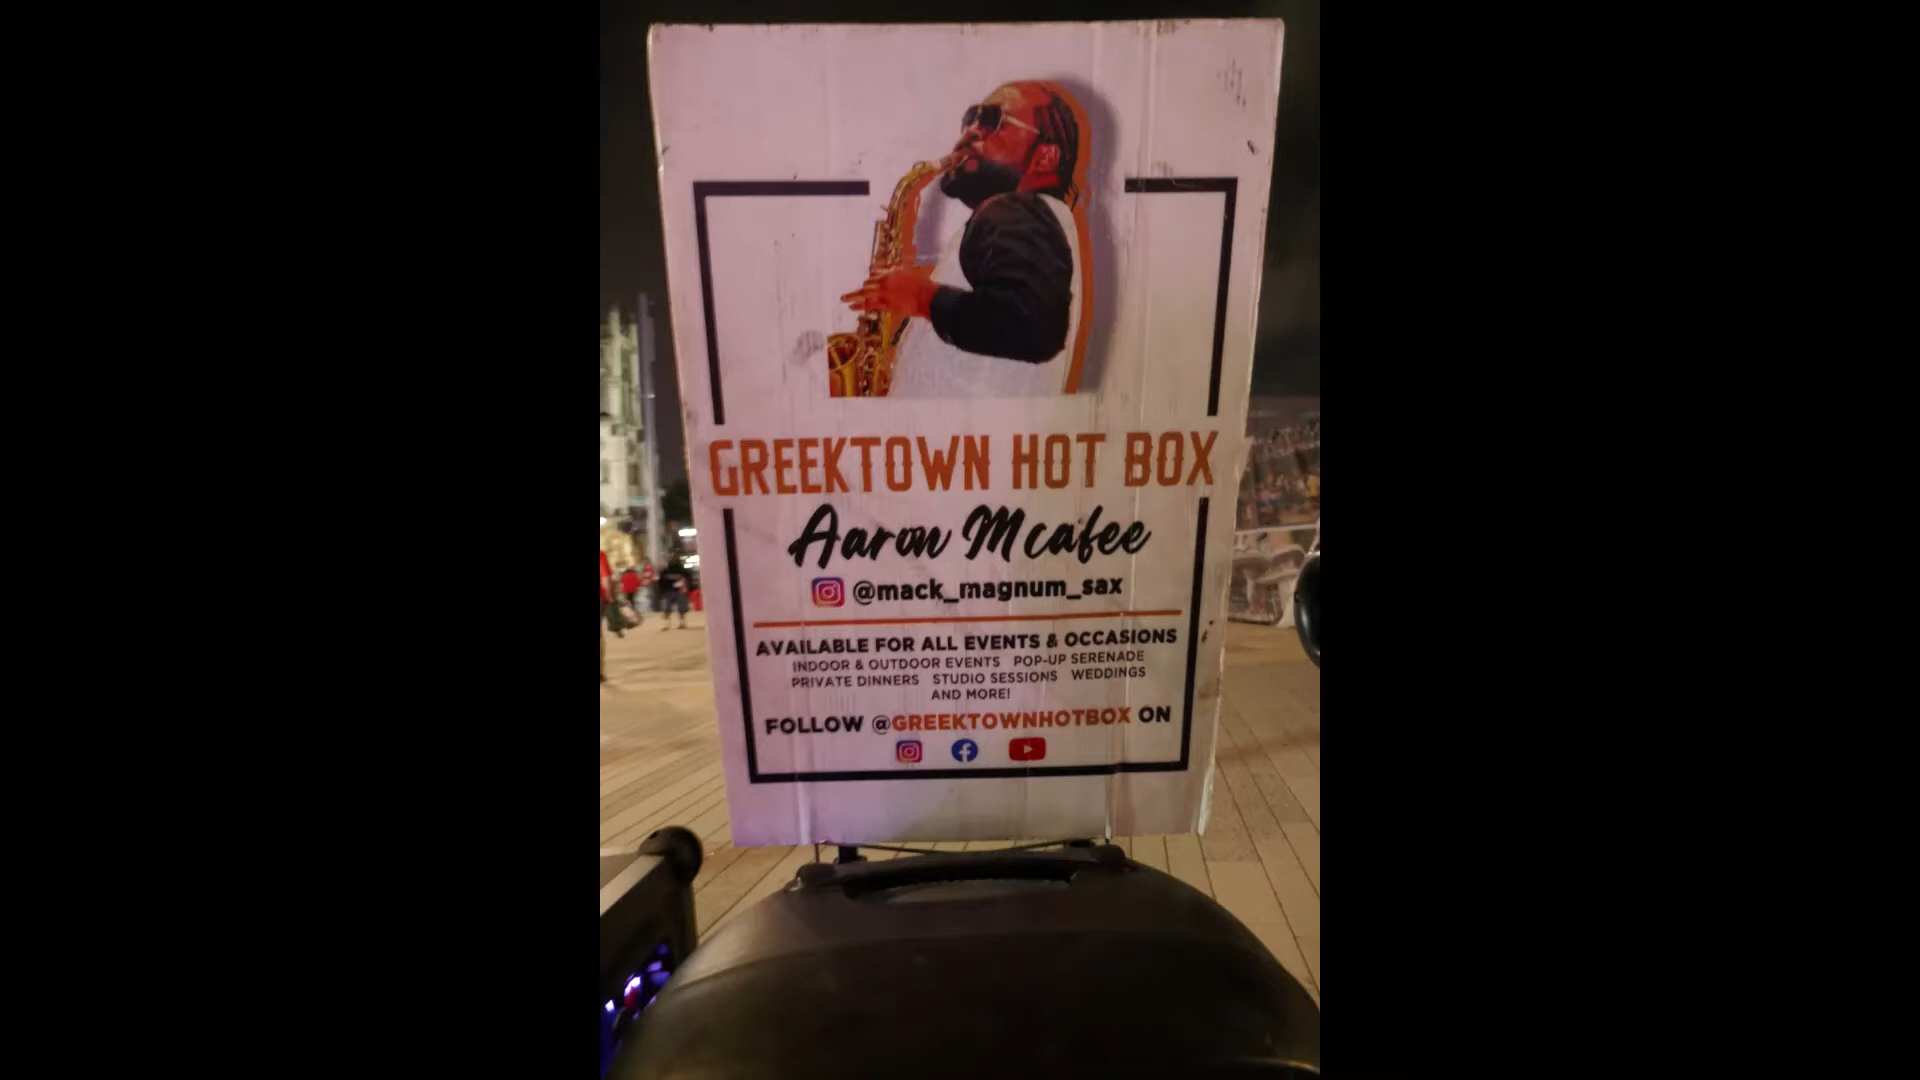 GREEKTOWN HOT BOX
Aaron Mcafee
@mack_magnum_sax
AVAILABLE FOR ALL EVENTS & OCCASIONS
INDOOR & OUTDOOR EVENTS POP-UP SERENADE
PRIVATE DINNERS STUDIO SESSIONS WEDDINGS
AND MORE!
FOLLOW @GREEKTOWNHOTBOX ON